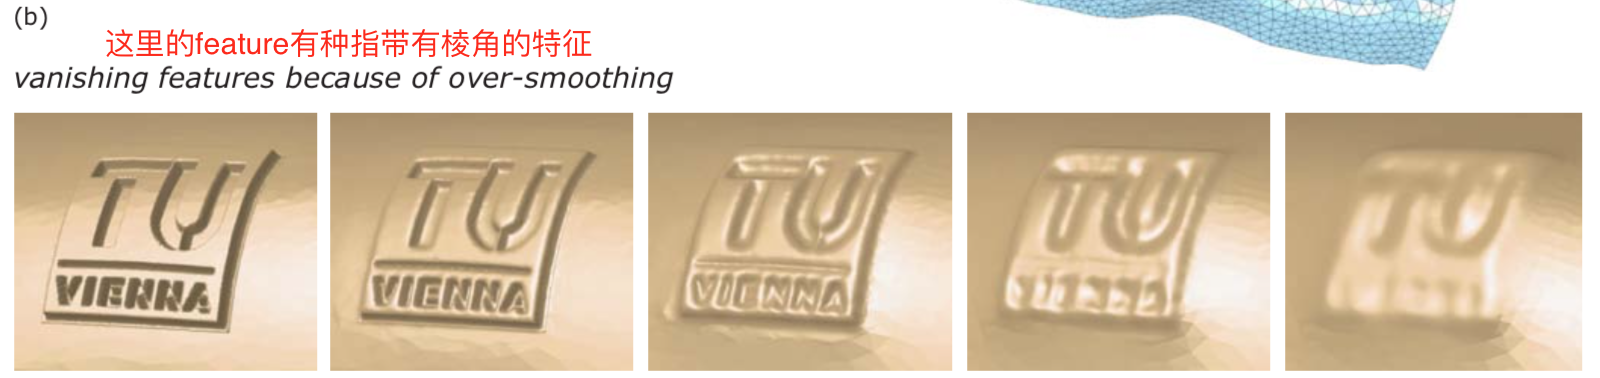 (b)
这里的feature有种指带有棱角的特征
vanishing features because of over-smoothing
TU
VIENNA
TU
VIENNA
TU
VIENNA
TU
VIENNA
TU